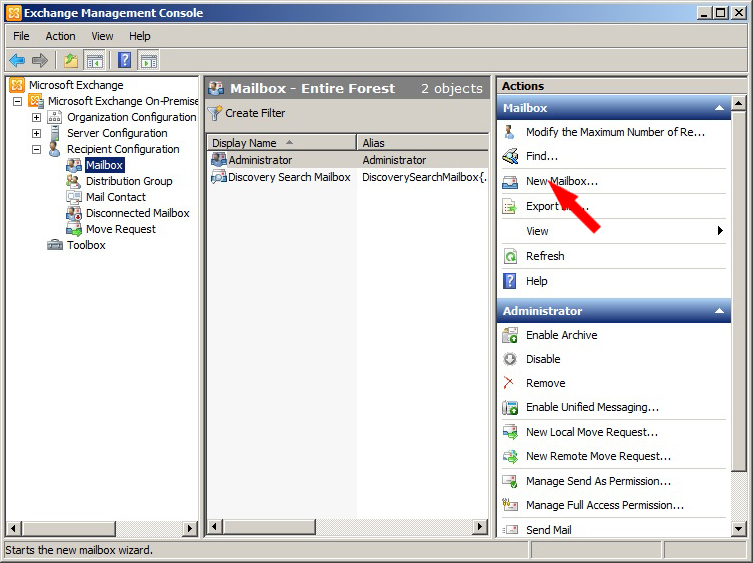 Exchange Management Console
File Action View Help
Microsoft Exchange
Microsoft Exchange On-Premise
Organization Configuration
Server Configuration
Recipient Configuration
Mailbox
Distribution Group
Mail Contact
Disconnected Mailbox
Move Request
Toolbox
Mailbox - Entire Forest 2 objects
Create Filter
Display Name Alias
Administrator Administrator
Discovery Search Mailbox DiscoverySearchMailbox{.
Actions
Mailbox
Modify the Maximum Number of Re...
Find...
New Mailbox...
Export
View
Refresh
Help
Administrator
Enable Archive
Disable
Remove
Enable Unified Messaging...
New Local Move Request...
New Remote Move Request...
Manage Send As Permission...
Manage Full Access Permission...
Send Mail
Starts the new mailbox wizard.